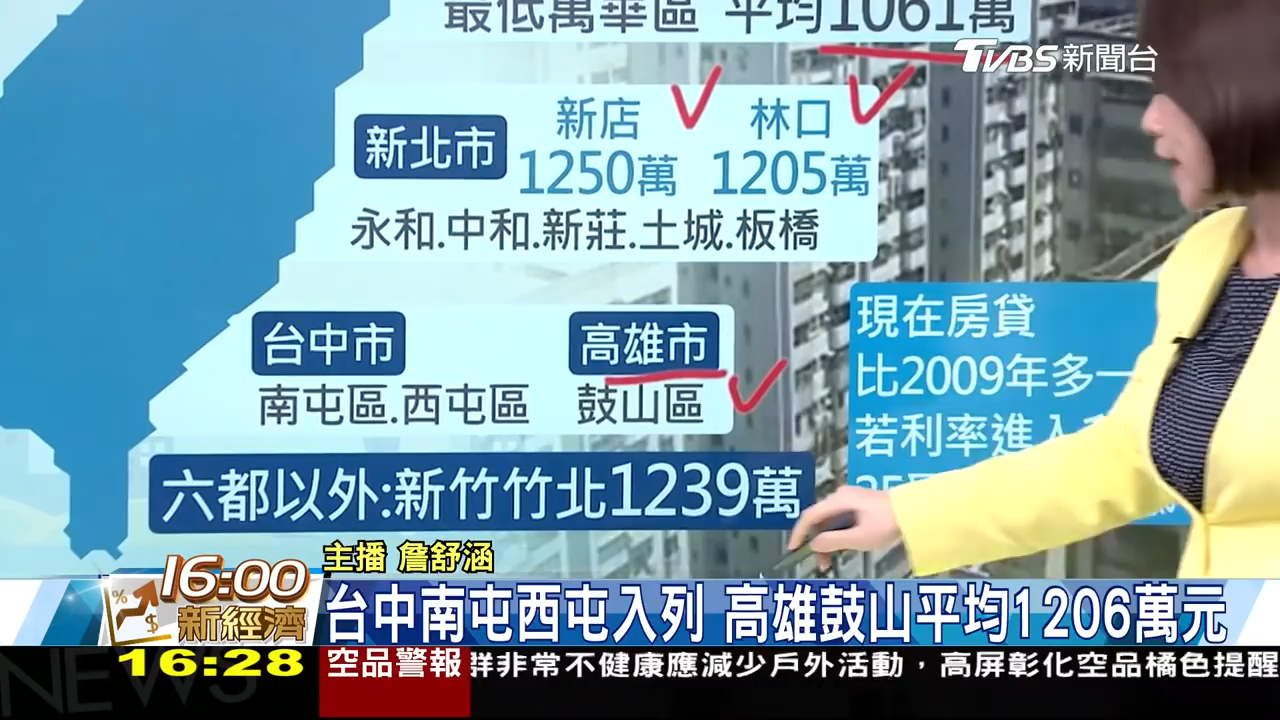 最低萬華區 平均1061萬
TVBS新聞台
新店 林口
新北市 1250萬 1205萬
永和.中和.新莊.土城.板橋
台中市 高雄市
南屯區.西屯區 鼓山區
現在房貸
比2009年多一
若利率進入
六都以外:新竹竹北1239萬
主播 詹舒涵
16:00
新經濟
% $
台中南屯西屯入列 高雄鼓山平均1206萬元
16:28
空品警報 群非常不健康應減少戶外活動，高屏彰化空品橘色提醒
NEWS